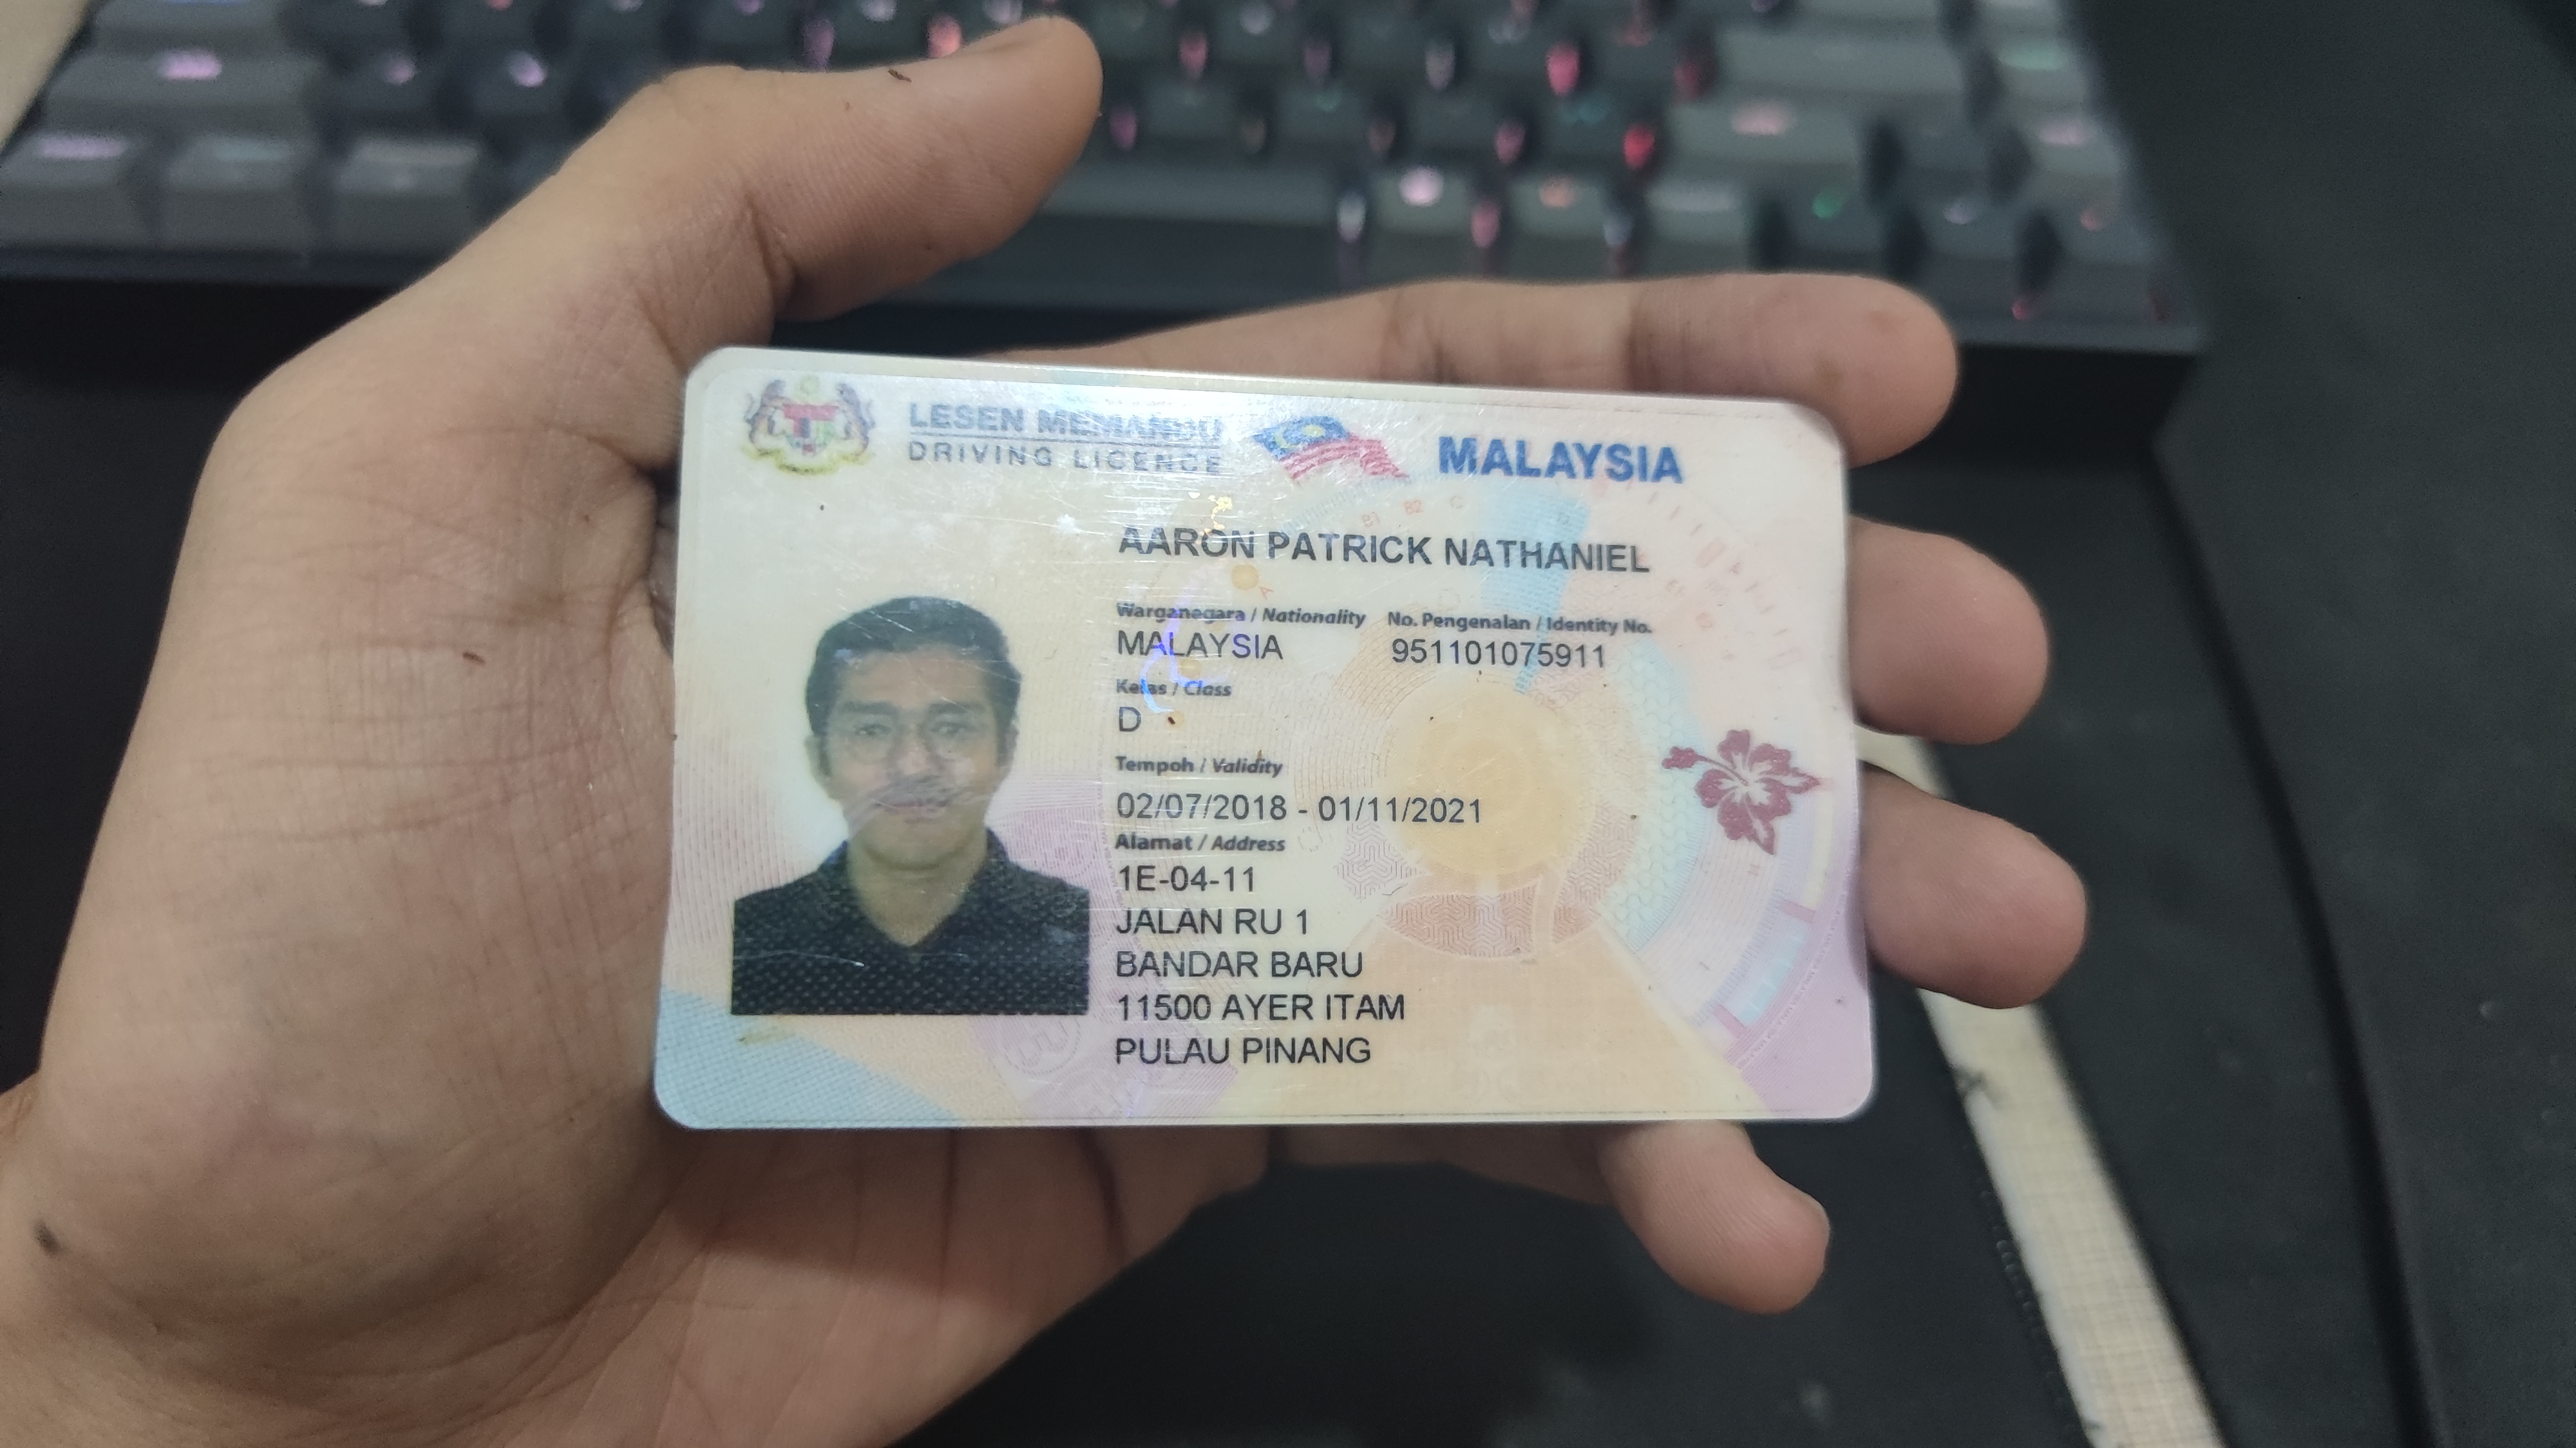 LESEN MEMANDU
DRIVING LICENCE
MALAYSIA
AARON PATRICK NATHANIEL
Warganegara / Nationality No. Pengenalan / Identity No.
MALAYSIA 951101075911
Kelas / Class
D
Tempoh / Validity
02/07/2018 - 01/11/2021
Alamat / Address
1E-04-11
JALAN RU 1
BANDAR BARU
11500 AYER ITAM
PULAU PINANG